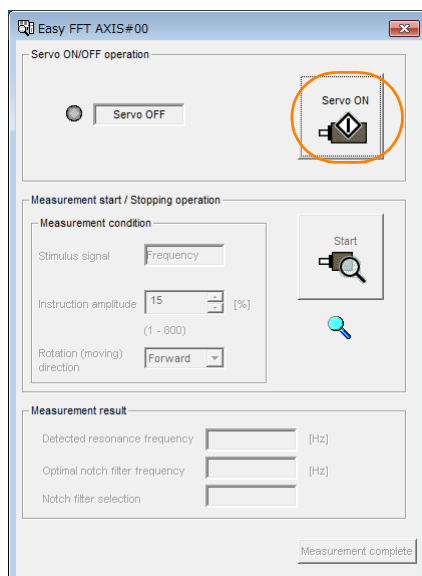 Easy FFT AXIS#00
Servo ON/OFF operation
Servo OFF
Servo ON
Measurement start / Stopping operation
Measurement condition
Stimulus signal Frequency
Start
Instruction amplitude 15 [%]
(1 - 800)
Rotation (moving)
direction Forward
Measurement result
Detected resonance frequency [Hz]
Optimal notch filter frequency [Hz]
Notch filter selection
Measurement complete